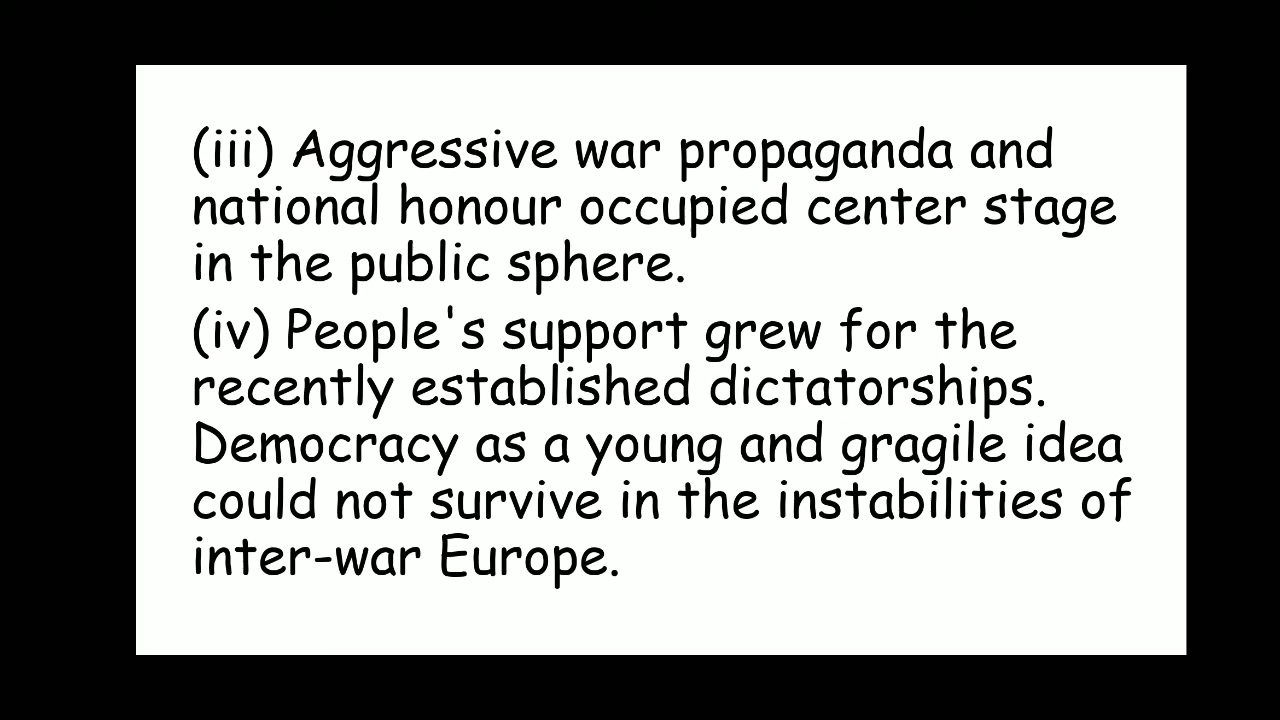 (iii) Aggressive war propaganda and
national honour occupied center stage
in the public sphere.
(iv) People's support grew for the
recently established dictatorships.
Democracy as a young and gragile idea
could not survive in the instabilities of
inter-war Europe.